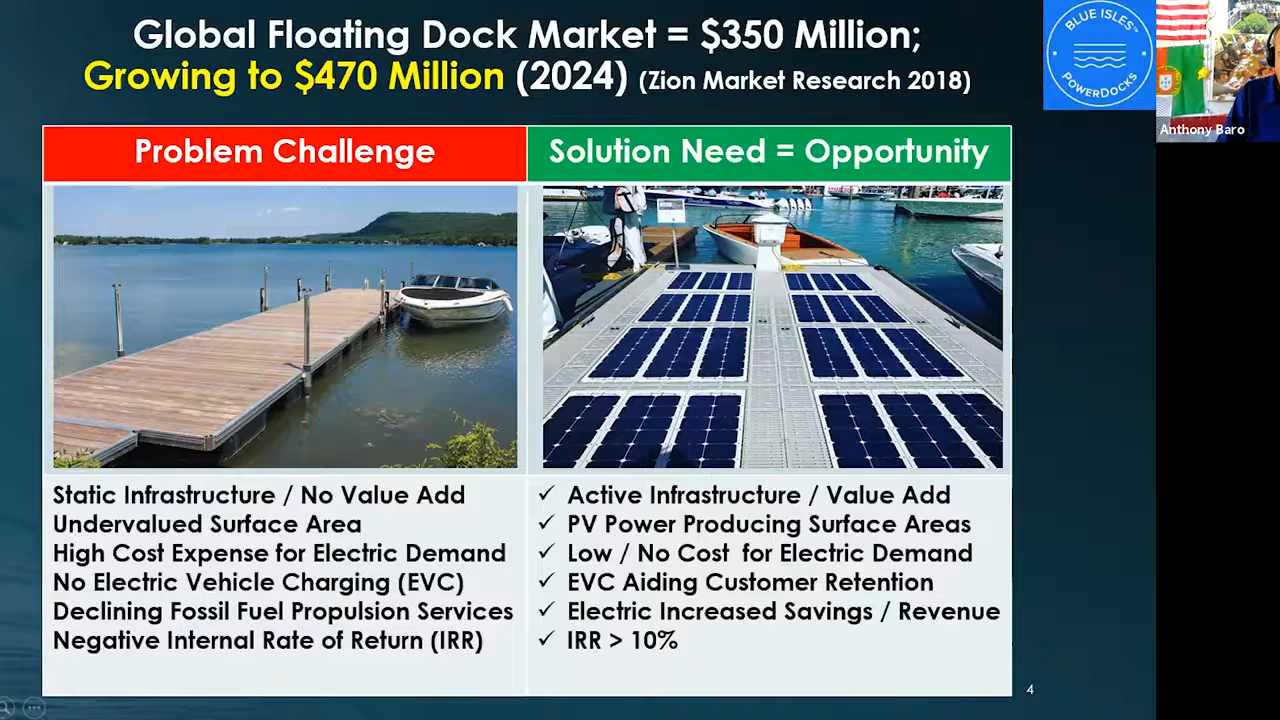 Global Floating Dock Market = $350 Million;
Growing to $470 Million (2024) (Zion Market Research 2018)
BLUE ISLES™
POWERDOCKS
Anthony Baro
Problem Challenge
Solution Need = Opportunity
Static Infrastructure / No Value Add
Undervalued Surface Area
High Cost Expense for Electric Demand
No Electric Vehicle Charging (EVC)
Declining Fossil Fuel Propulsion Services
Negative Internal Rate of Return (IRR)
✓ Active Infrastructure / Value Add
✓ PV Power Producing Surface Areas
✓ Low / No Cost for Electric Demand
✓ EVC Aiding Customer Retention
✓ Electric Increased Savings / Revenue
✓ IRR > 10%
4